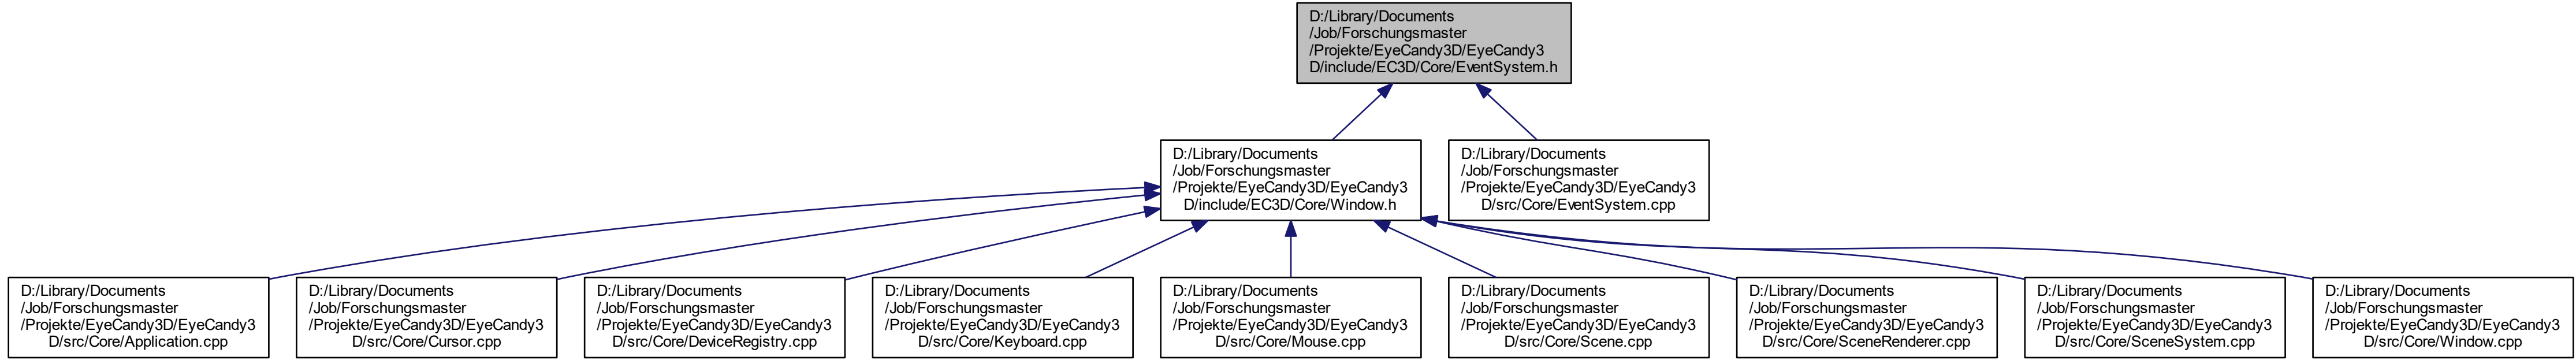 D:/Library/Documents
/Job/Forschungsmaster
/Projekte/EyeCandy3D/EyeCandy3
D/include/EC3D/Core/EventSystem.h
D:/Library/Documents
/Job/Forschungsmaster
/Projekte/EyeCandy3D/EyeCandy3
D/include/EC3D/Core/Window.h
D:/Library/Documents
/Job/Forschungsmaster
/Projekte/EyeCandy3D/EyeCandy3
D/src/Core/EventSystem.cpp
D:/Library/Documents
/Job/Forschungsmaster
/Projekte/EyeCandy3D/EyeCandy3
D/src/Core/Application.cpp
D:/Library/Documents
/Job/Forschungsmaster
/Projekte/EyeCandy3D/EyeCandy3
D/src/Core/Cursor.cpp
D:/Library/Documents
/Job/Forschungsmaster
/Projekte/EyeCandy3D/EyeCandy3
D/src/Core/DeviceRegistry.cpp
D:/Library/Documents
/Job/Forschungsmaster
/Projekte/EyeCandy3D/EyeCandy3
D/src/Core/Keyboard.cpp
D:/Library/Documents
/Job/Forschungsmaster
/Projekte/EyeCandy3D/EyeCandy3
D/src/Core/Mouse.cpp
D:/Library/Documents
/Job/Forschungsmaster
/Projekte/EyeCandy3D/EyeCandy3
D/src/Core/Scene.cpp
D:/Library/Documents
/Job/Forschungsmaster
/Projekte/EyeCandy3D/EyeCandy3
D/src/Core/SceneRenderer.cpp
D:/Library/Documents
/Job/Forschungsmaster
/Projekte/EyeCandy3D/EyeCandy3
D/src/Core/SceneSystem.cpp
D:/Library/Documents
/Job/Forschungsmaster
/Projekte/EyeCandy3D/EyeCandy3
D/src/Core/Window.cpp